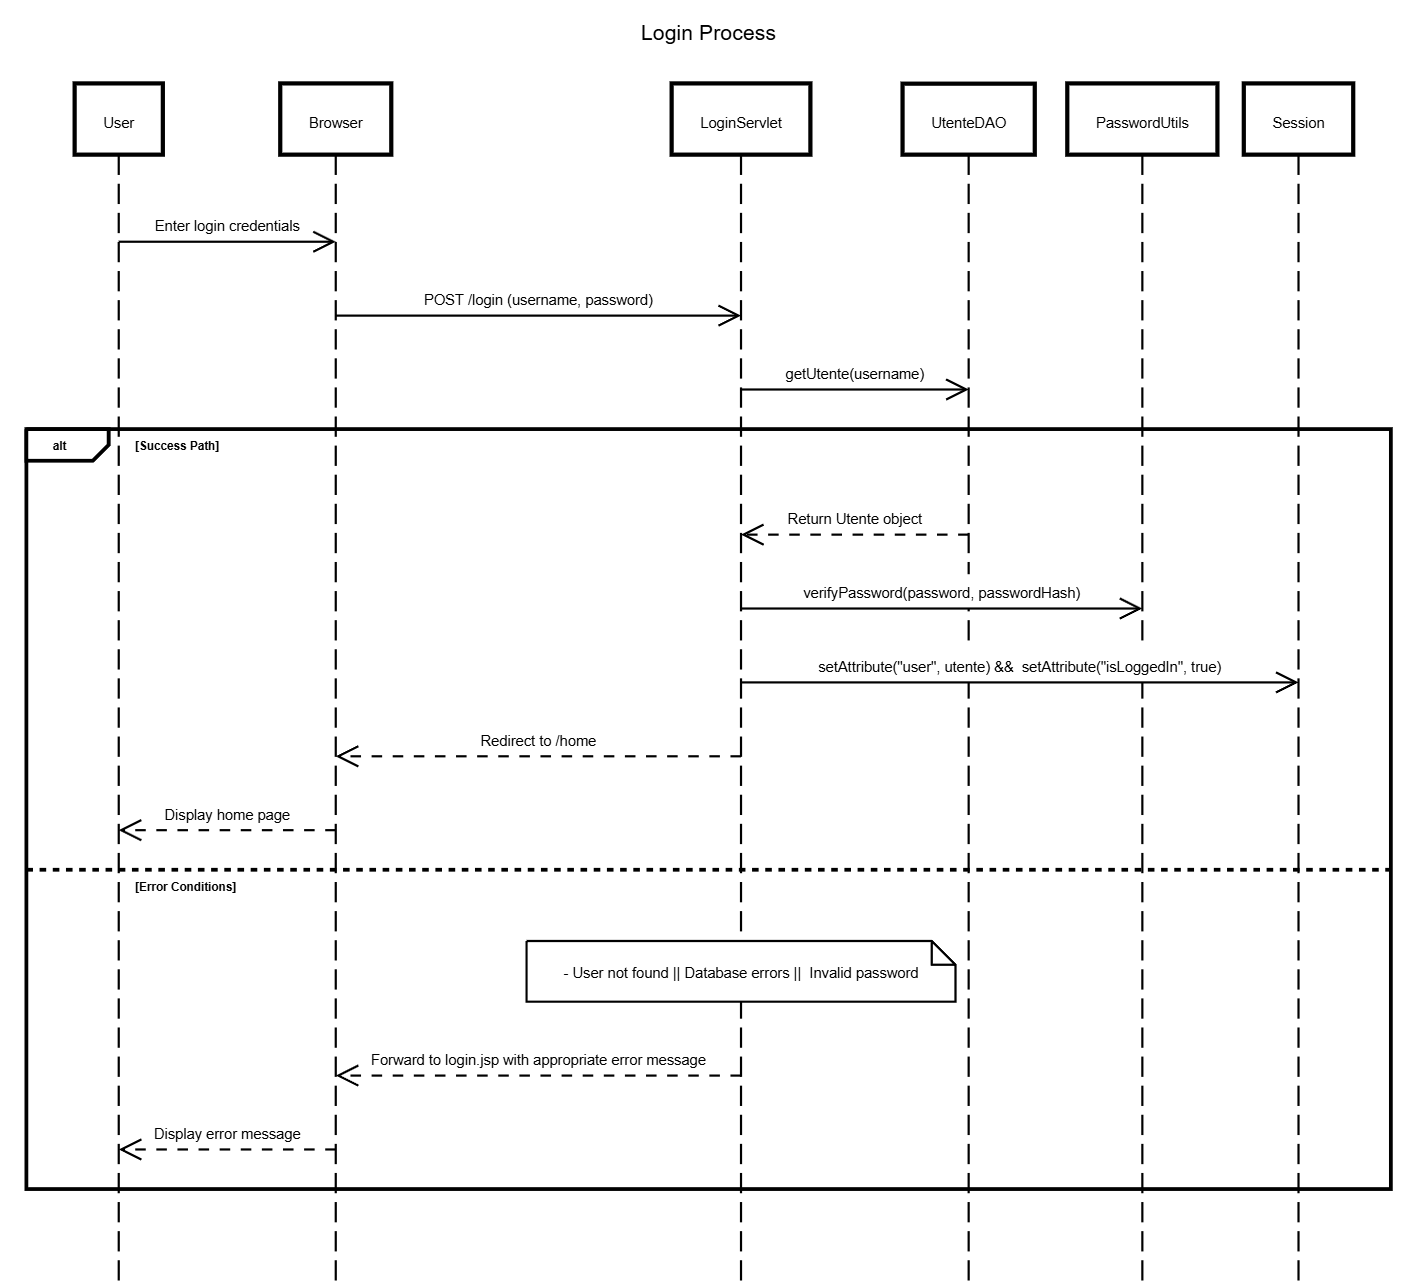 Login Process
User
Browser
LoginServlet
UtenteDAO
PasswordUtils
Session
Enter login credentials
POST /login (username, password)
getUtente(username)
alt
[Success Path]
Return Utente object
verifyPassword(password, passwordHash)
setAttribute("user", utente) &&  setAttribute("isLoggedIn", true)
Redirect to /home
Display home page
[Error Conditions]
- User not found || Database errors ||  Invalid password
Forward to login.jsp with appropriate error message
Display error message